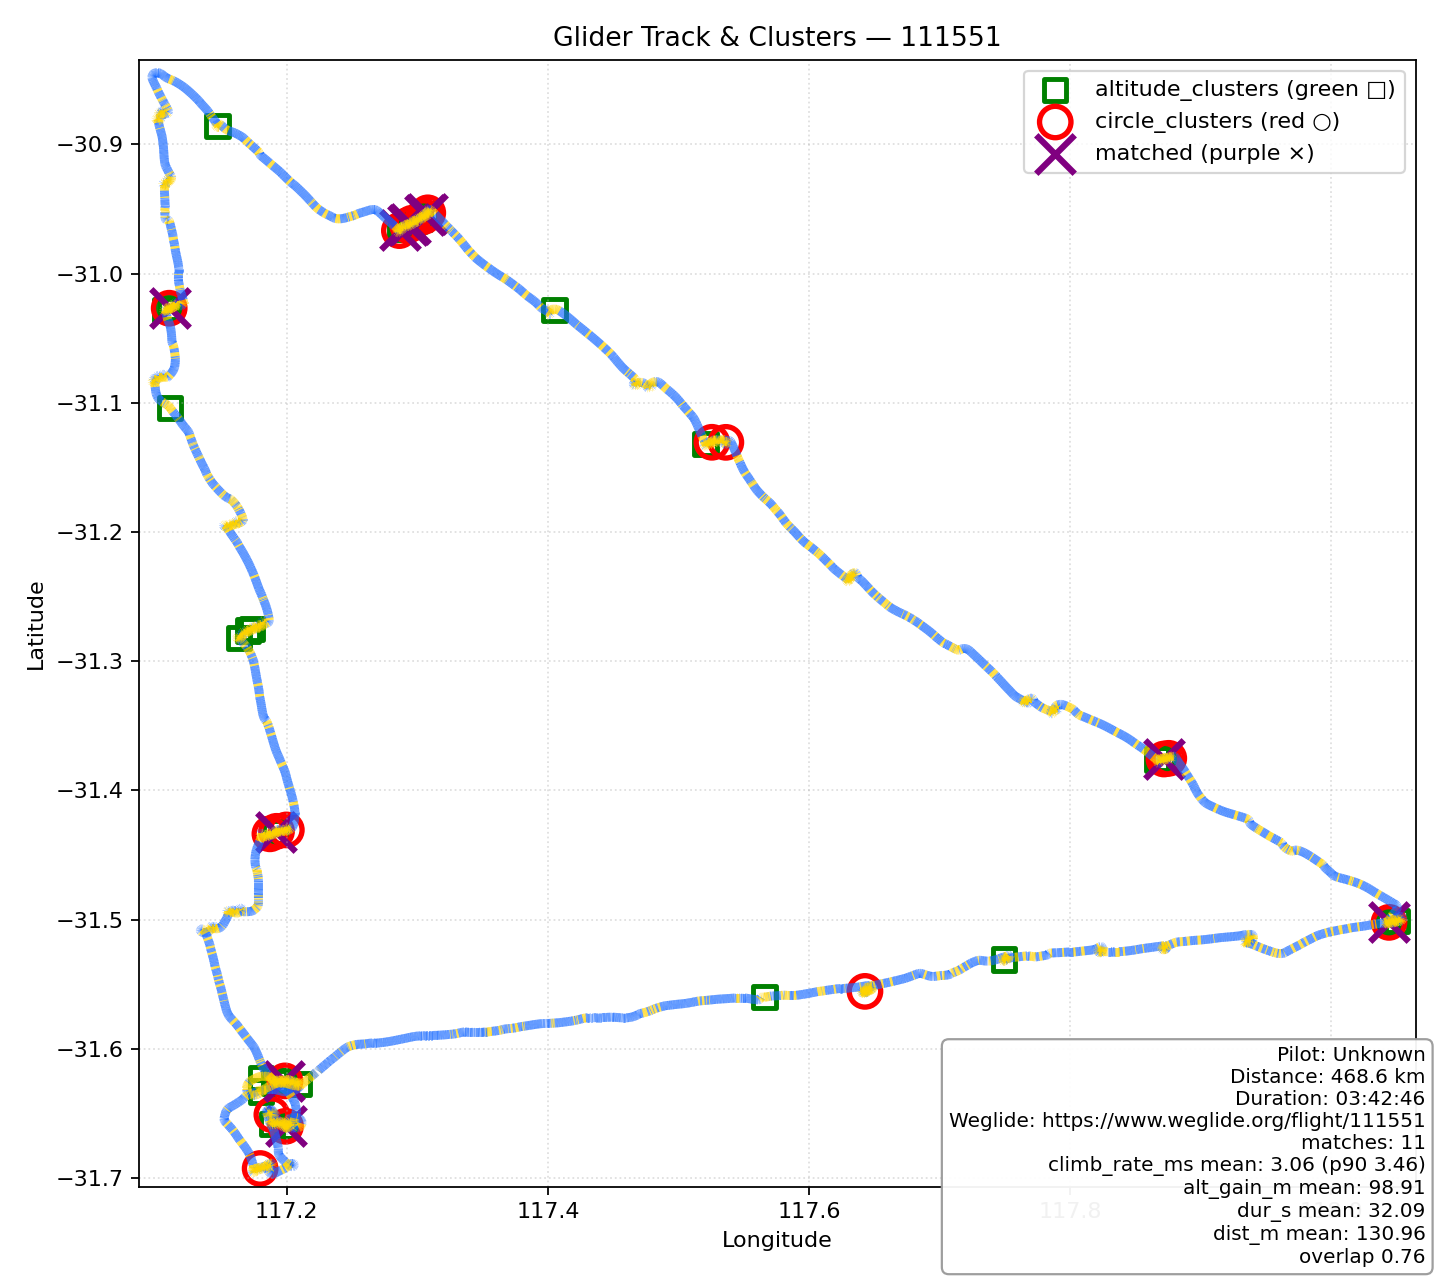 Glider Track & Clusters — 111551
altitude_clusters (green □)
circle_clusters (red ○)
matched (purple ×)
−30.9
−31.0
−31.1
−31.2
−31.3
−31.4
−31.5
−31.6
−31.7
Latitude
117.2
117.4
117.6
117.8
Longitude
Pilot: Unknown
Distance: 468.6 km
Duration: 03:42:46
Weglide: https://www.weglide.org/flight/111551
matches: 11
climb_rate_ms mean: 3.06 (p90 3.46)
alt_gain_m mean: 98.91
dur_s mean: 32.09
dist_m mean: 130.96
overlap 0.76